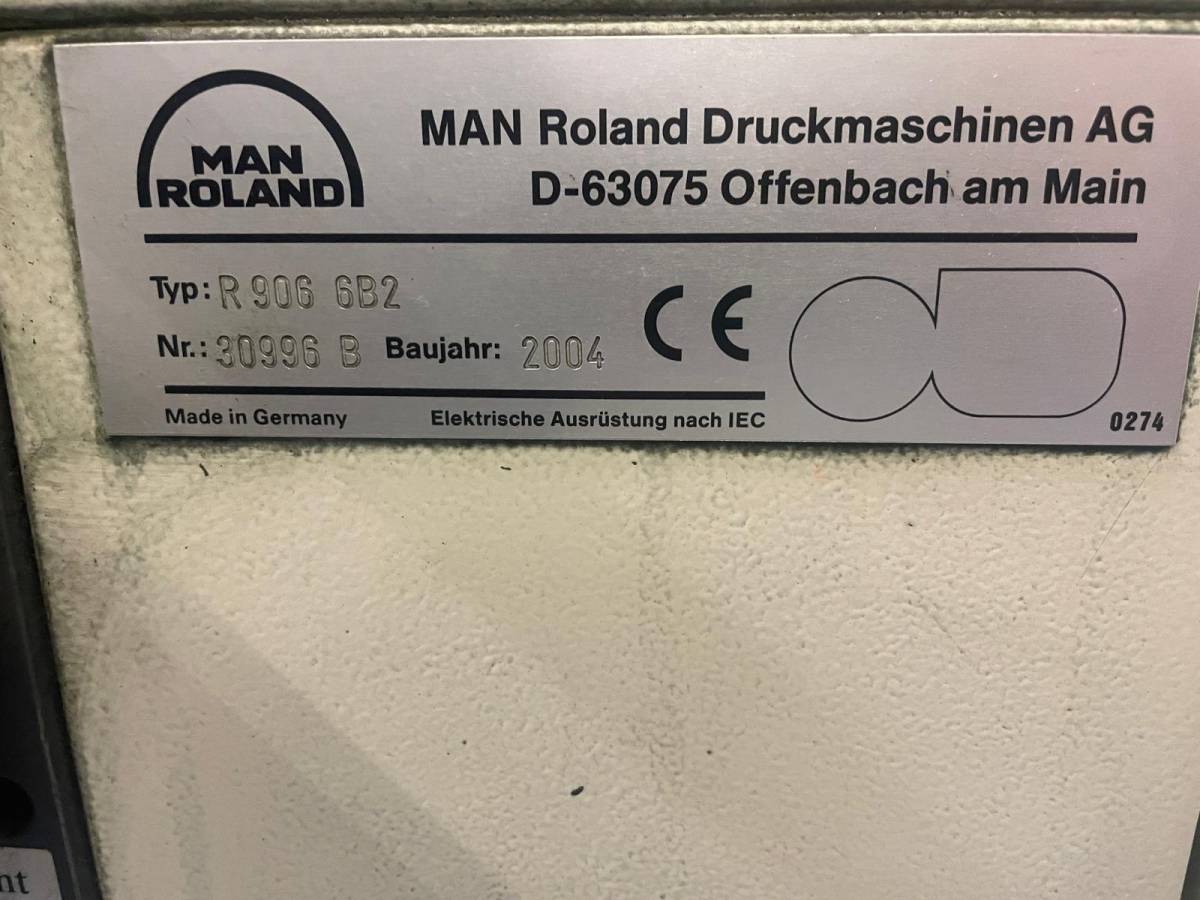 MAN
ROLAND
MAN Roland Druckmaschinen AG
D-63075 Offenbach am Main
Typ: R 906 6B2
Nr.: 30996 B Baujahr: 2004
CE
Made in Germany Elektrische Ausrüstung nach IEC
0274
nt